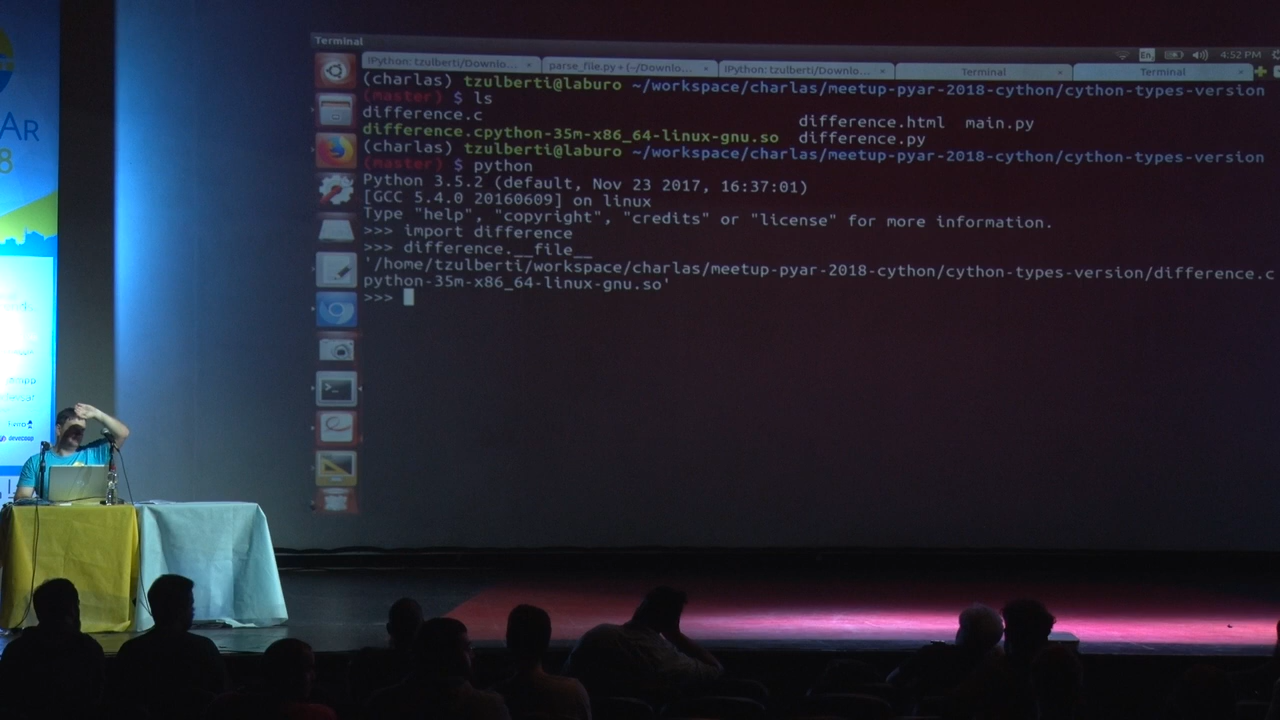 Terminal
En
4:52 PM
IPython: tzulberti/Downlo... × parse_file.py + (~/Downlo... × IPython: tzulberti/Downlo... × Terminal × Terminal ×
(charlas) tzulberti@laburo ~/workspace/charlas/meetup-pyar-2018-cython/cython-types-version
(master) $ ls
difference.c difference.html main.py
difference.cpython-35m-x86_64-linux-gnu.so difference.py
(charlas) tzulberti@laburo ~/workspace/charlas/meetup-pyar-2018-cython/cython-types-version
(master) $ python
Python 3.5.2 (default, Nov 23 2017, 16:37:01)
[GCC 5.4.0 20160609] on linux
Type "help", "copyright", "credits" or "license" for more information.
>>> import difference
>>> difference.__file__
'/home/tzulberti/workspace/charlas/meetup-pyar-2018-cython/cython-types-version/difference.c
python-35m-x86_64-linux-gnu.so'
>>>
AR
8
devecoop